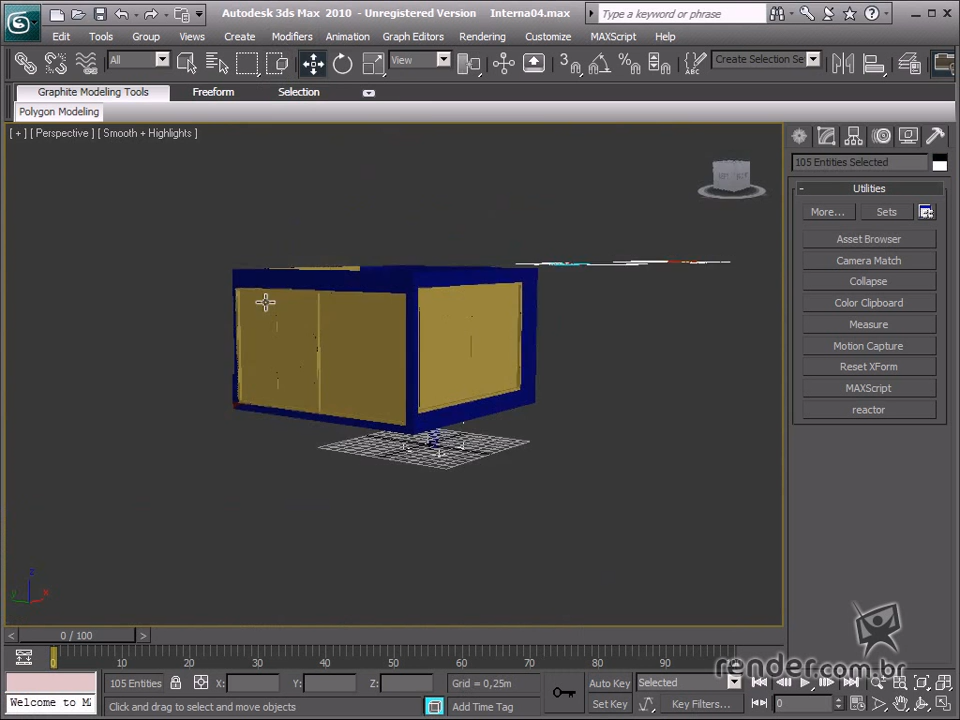 Autodesk 3ds Max 2010 - Unregistered Version Interna04.max
Type a keyword or phrase
Edit Tools Group Views Create Modifiers Animation Graph Editors Rendering Customize MAXScript Help
All View 3 Create Selection Se
Graphite Modeling Tools Freeform Selection
Polygon Modeling
[ + ] [ Perspective ] [ Smooth + Highlights ]
105 Entities Selected
- Utilities
More... Sets
Asset Browser
Camera Match
Collapse
Color Clipboard
Measure
Motion Capture
Reset XForm
MAXScript
reactor
z
y x
< 0 / 100 >
0 10 20 30 40 50 60 70 80 90
render.com.br
105 Entities X: Y: Z: Grid = 0,25m Auto Key Selected
Welcome to M
Click and drag to select and move objects Add Time Tag Set Key Key Filters... 0